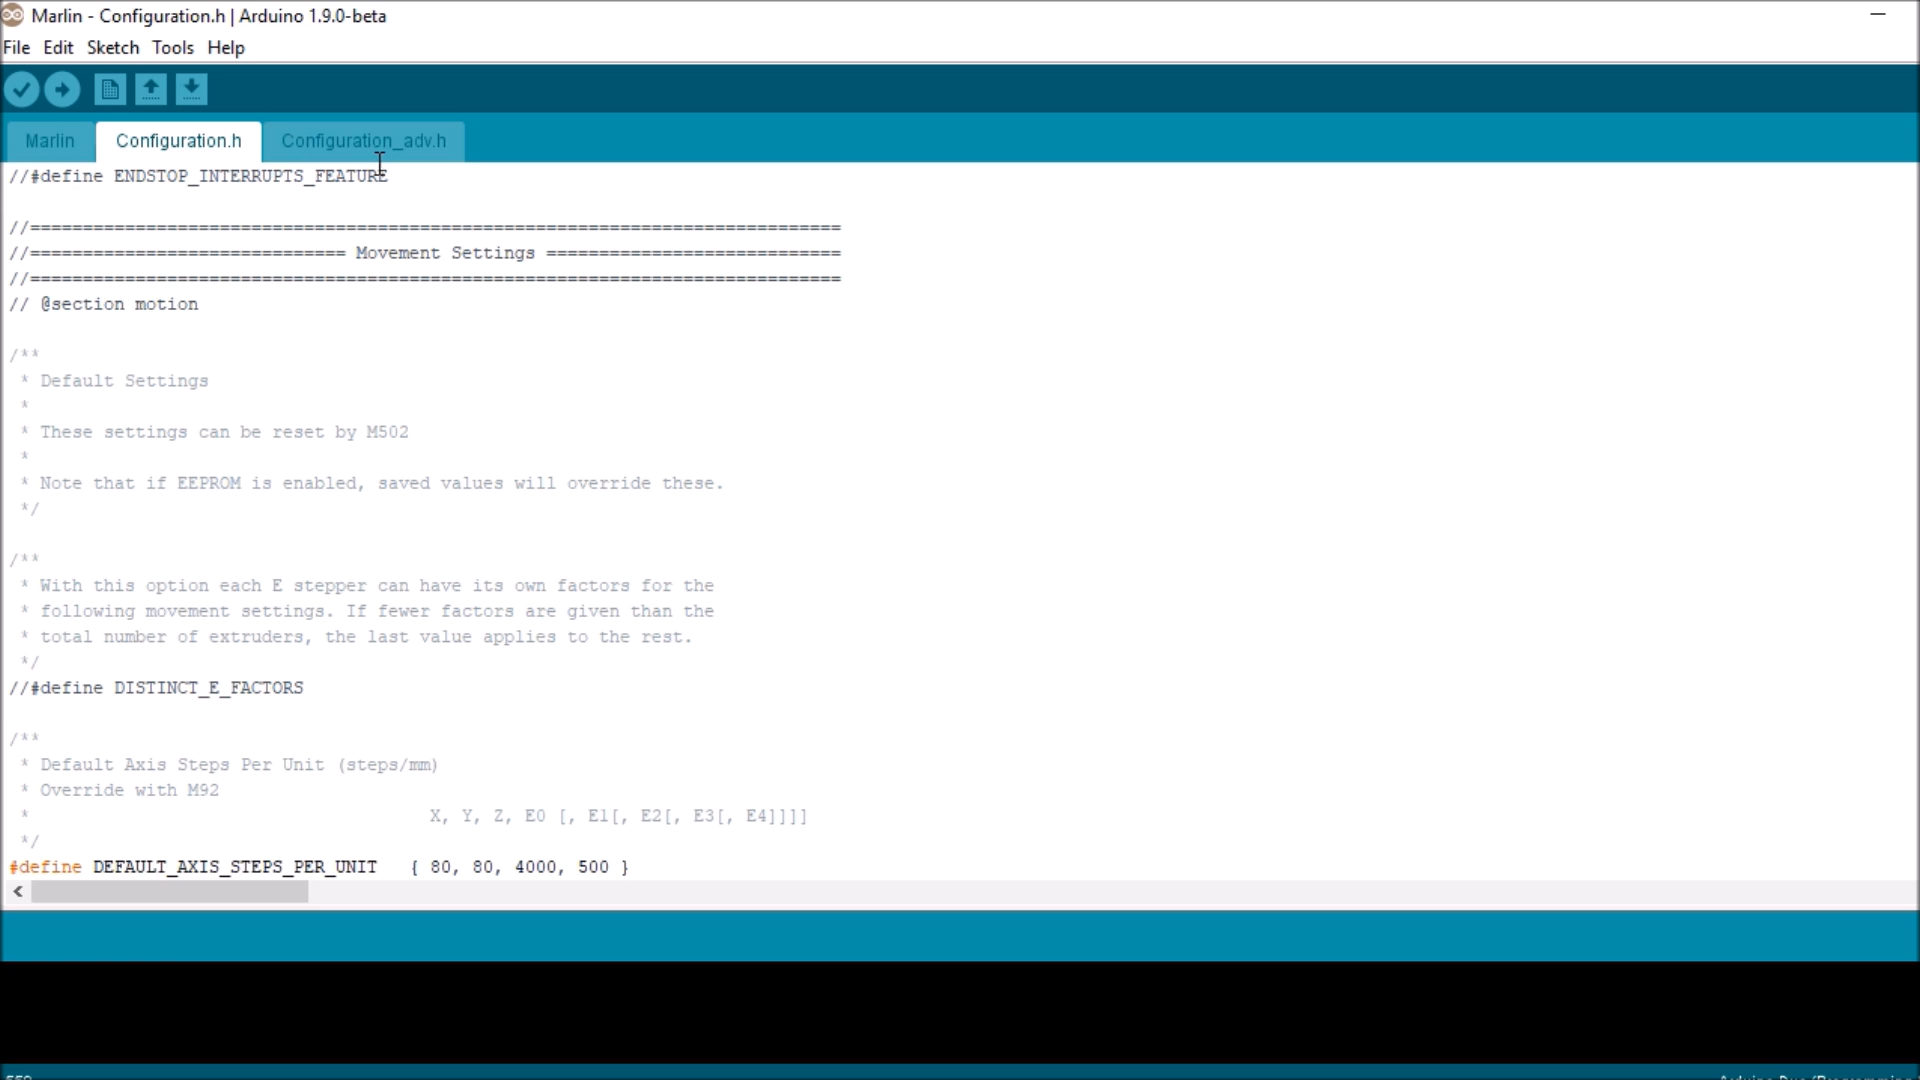 Marlin - Configuration.h | Arduino 1.9.0-beta
File Edit Sketch Tools Help
Marlin Configuration.h Configuration_adv.h
//#define ENDSTOP_INTERRUPTS_FEATURE
//=============================================================================
//============================== Movement Settings ============================
//=============================================================================
// @section motion
/**
* Default Settings
*
* These settings can be reset by M502
*
* Note that if EEPROM is enabled, saved values will override these.
*/
/**
* With this option each E stepper can have its own factors for the
* following movement settings. If fewer factors are given than the
* total number of extruders, the last value applies to the rest.
*/
//#define DISTINCT_E_FACTORS
/**
* Default Axis Steps Per Unit (steps/mm)
* Override with M92
* X, Y, Z, E0 [, E1[, E2[, E3[, E4]]]]
*/
#define DEFAULT_AXIS_STEPS_PER_UNIT { 80, 80, 4000, 500 }